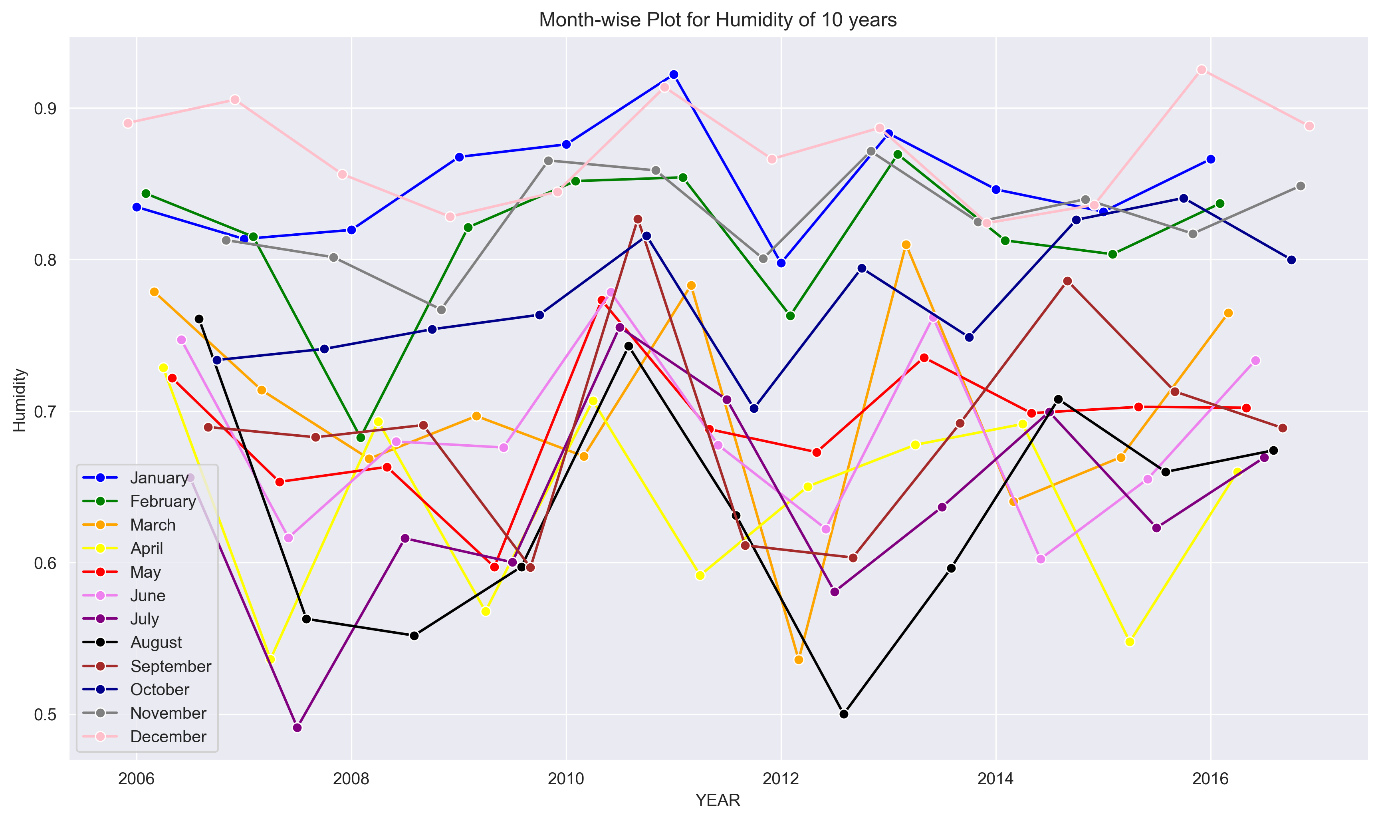 Month-wise Plot for Humidity of 10 years
0.9
0.8
0.7
0.6
0.5
Humidity
January
February
March
April
May
June
July
August
September
October
November
December
2006 2008 2010 2012 2014 2016
YEAR